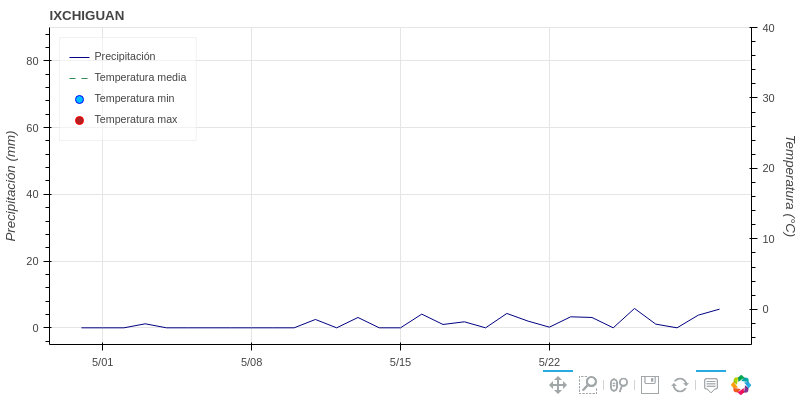 IXCHIGUAN
Precipitación
Temperatura media
Temperatura min
Temperatura max
Precipitación (mm)
80
60
40
20
0
Temperatura (°C)
40
30
20
10
0
5/01
5/08
5/15
5/22